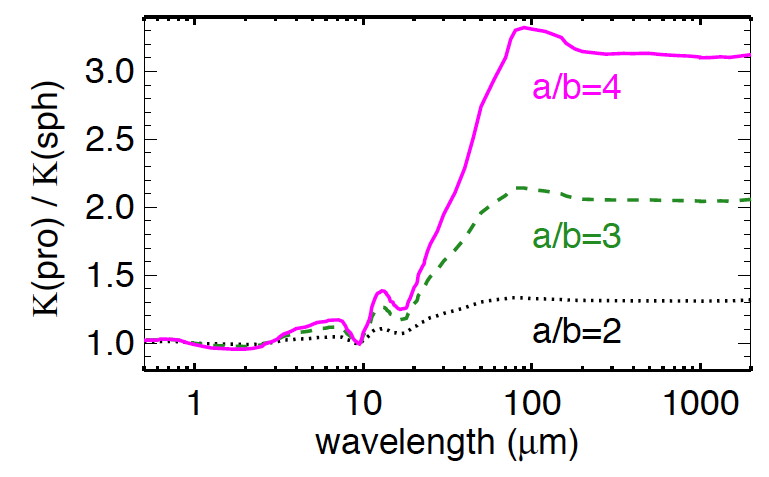 K(pro) / K(sph)
3.0
2.5
2.0
1.5
1.0
a/b=4
a/b=3
a/b=2
1 10 100 1000
wavelength (μm)